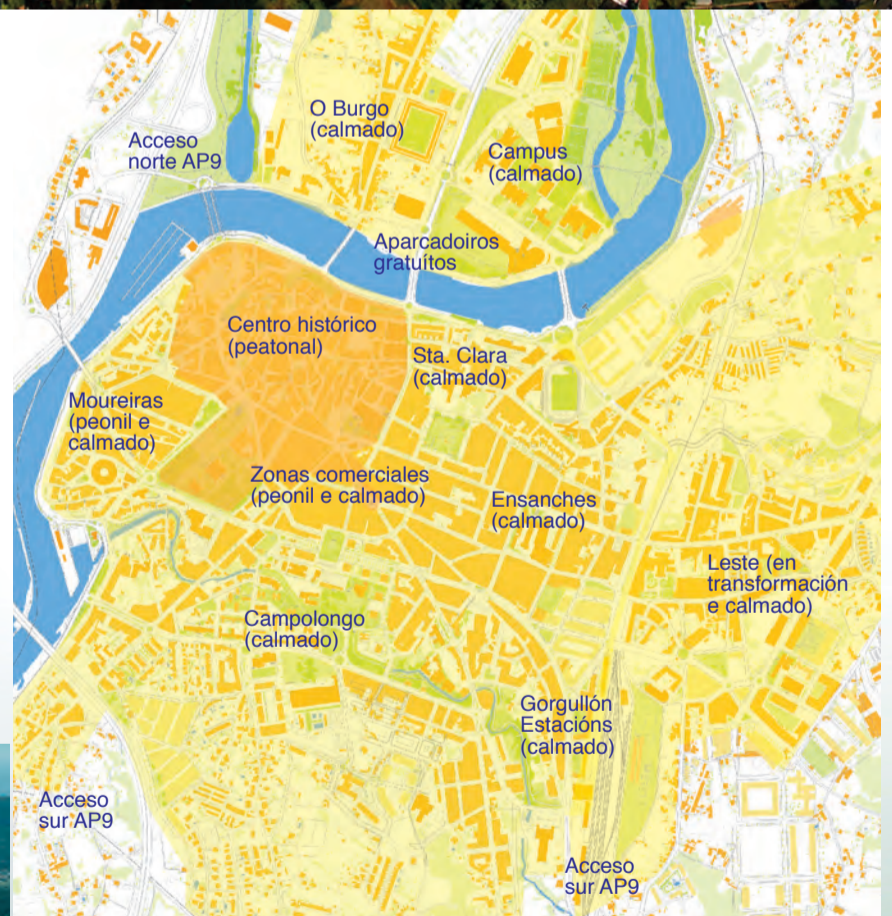 O Burgo
(calmado)
Acceso
norte AP9
Campus
(calmado)
Aparcadoiros
gratuítos
Centro histórico
(peatonal)
Sta. Clara
(calmado)
Moureiras
(peonil e
calmado)
Zonas comerciales
(peonil e calmado)
Ensanches
(calmado)
Leste (en
transformación
e calmado)
Campolongo
(calmado)
Gorgullón
Estacións
(calmado)
Acceso
sur AP9
Acceso
sur AP9